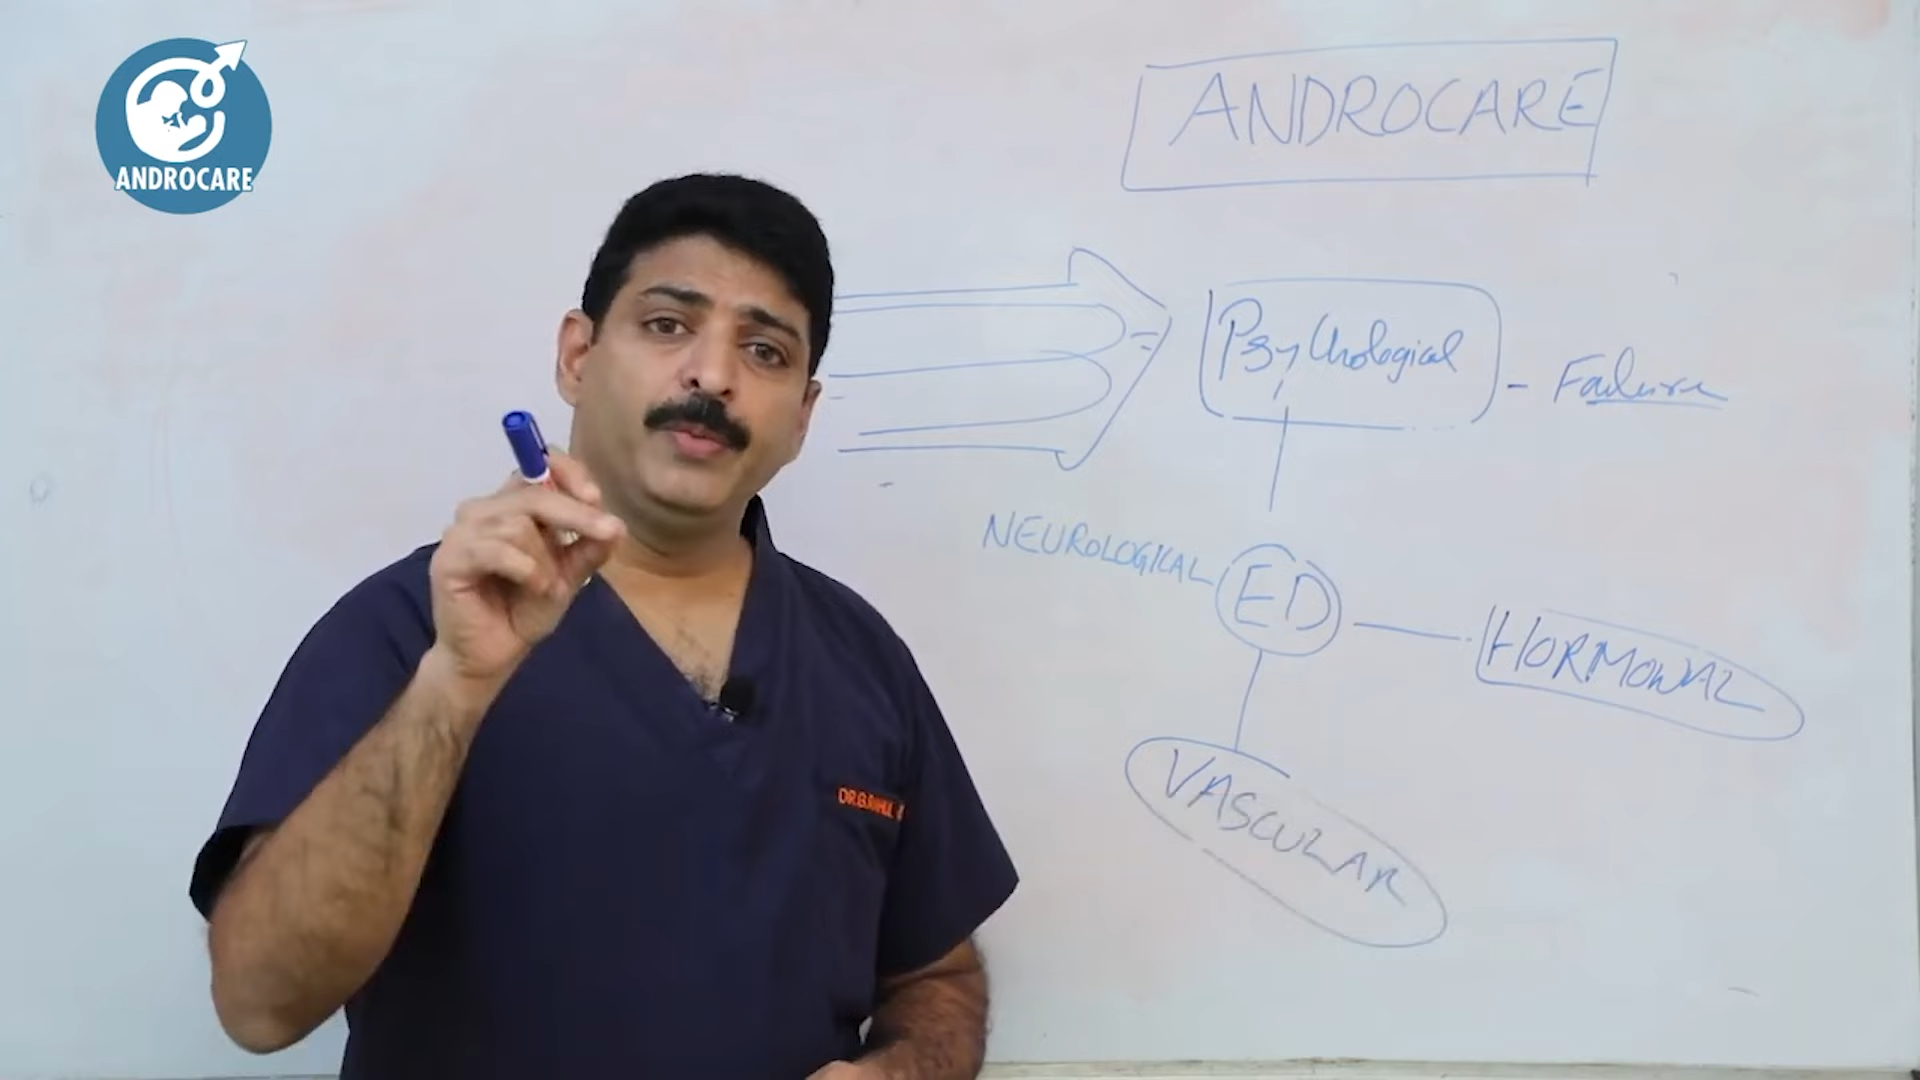 ANDROCARE
ANDROCARE
Psychological - Failure
NEUROLOGICAL
ED
HORMONAL
VASCULAR